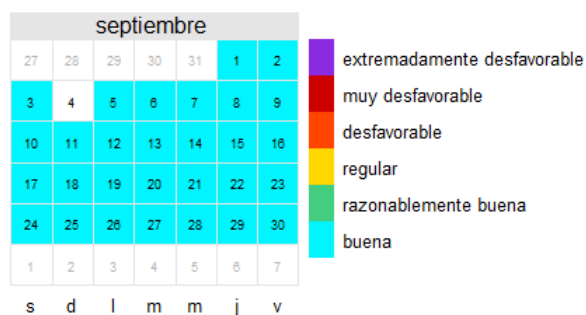 septiembre
27 28 29 30 31 1 2
3 4 5 6 7 8 9
10 11 12 13 14 15 16
17 18 19 20 21 22 23
24 25 26 27 28 29 30
1 2 3 4 5 6 7
s d l m m j v
extremadamente desfavorable
muy desfavorable
desfavorable
regular
razonablemente buena
buena